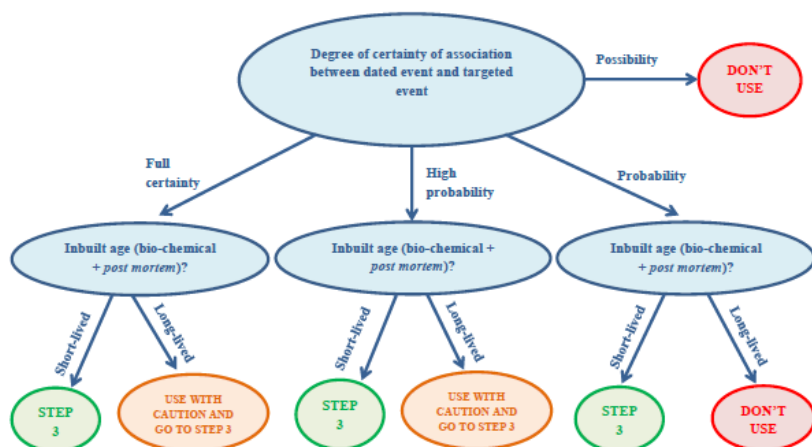 Degree of certainty of association
between dated event and targeted
event
Possibility
DON'T
USE
Full
certainty
High
probability
Probability
Inbuilt age (bio-chemical
+ post mortem)?
Inbuilt age (bio-chemical +
post mortem)?
Inbuilt age (bio-chemical
+ post mortem)?
Short-lived
Long-lived
Short-lived
Long-lived
Short-lived
Long-lived
STEP
3
USE WITH
CAUTION AND
GO TO STEP 3
STEP
3
USE WITH
CAUTION AND
GO TO STEP 3
STEP
3
DON'T
USE